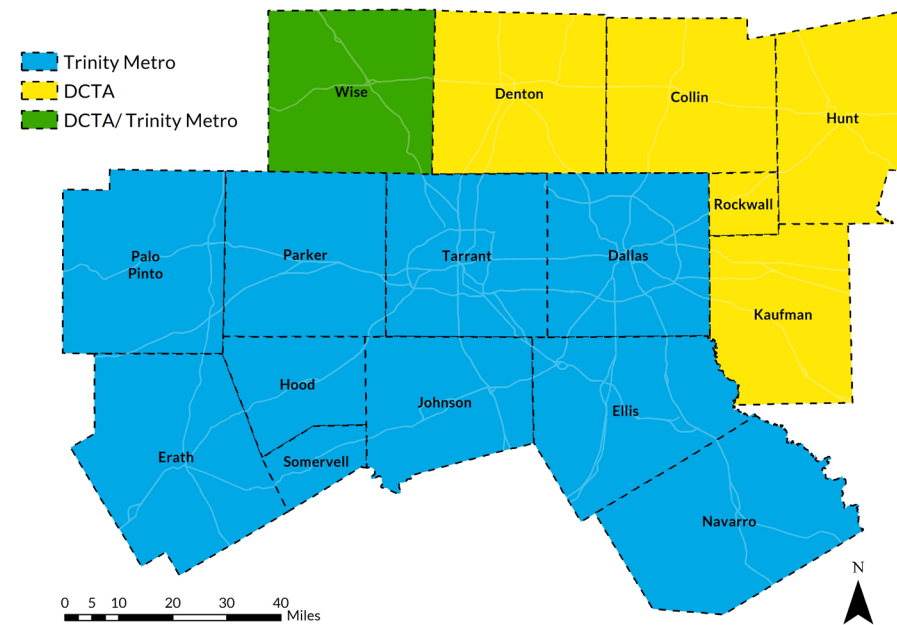 Trinity Metro
DCTA
DCTA/ Trinity Metro
Wise
Denton
Collin
Hunt
Rockwall
Palo
Pinto
Parker
Tarrant
Dallas
Kaufman
Hood
Johnson
Ellis
Erath
Somervell
Navarro
N
0 5 10 20 30 40
Miles